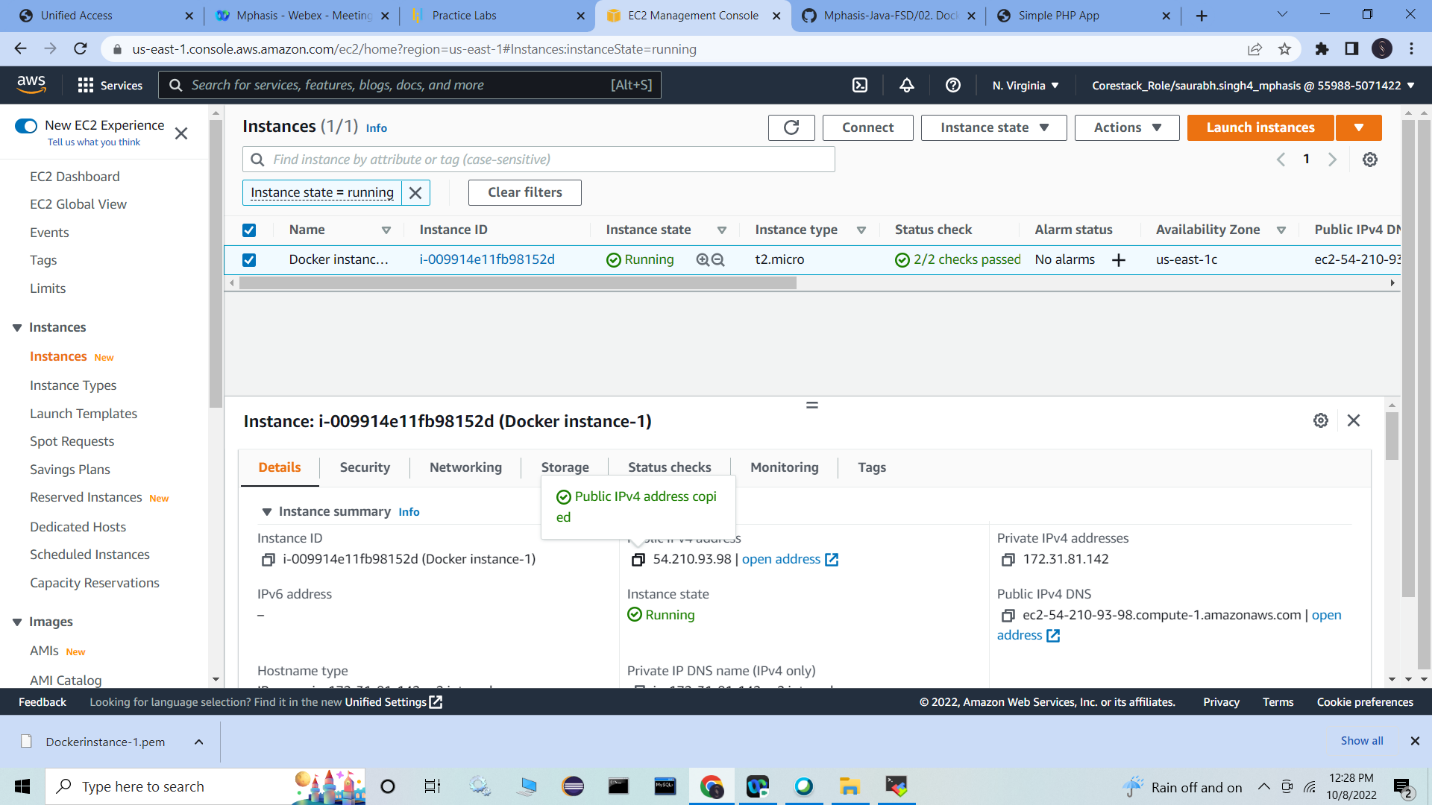 Unified Access
Mphasis - Webex - Meeting
Practice Labs
EC2 Management Console
Mphasis-Java-FSD/02. Dock
Simple PHP App
us-east-1.console.aws.amazon.com/ec2/home?region=us-east-1#Instances:instanceState=running
aws
Services
Search for services, features, blogs, docs, and more
[Alt+S]
N. Virginia
Corestack_Role/saurabh.singh4_mphasis @ 55988-5071422
New EC2 Experience
Tell us what you think
EC2 Dashboard
EC2 Global View
Events
Tags
Limits
Instances
Instances New
Instance Types
Launch Templates
Spot Requests
Savings Plans
Reserved Instances New
Dedicated Hosts
Scheduled Instances
Capacity Reservations
Images
AMIs New
AMI Catalog
Instances (1/1) Info
Connect
Instance state
Actions
Launch instances
Find instance by attribute or tag (case-sensitive)
1
Instance state = running
Clear filters
Name
Instance ID
Instance state
Instance type
Status check
Alarm status
Availability Zone
Public IPv4 DN
Docker instanc...
i-009914e11fb98152d
Running
t2.micro
2/2 checks passed
No alarms
us-east-1c
ec2-54-210-93
Instance: i-009914e11fb98152d (Docker instance-1)
Details
Security
Networking
Storage
Status checks
Monitoring
Tags
Public IPv4 address copi
ed
Instance summary Info
Instance ID
i-009914e11fb98152d (Docker instance-1)
Public IPv4 address
54.210.93.98 | open address
Private IPv4 addresses
172.31.81.142
IPv6 address
–
Instance state
Running
Public IPv4 DNS
ec2-54-210-93-98.compute-1.amazonaws.com | open
address
Hostname type
Private IP DNS name (IPv4 only)
Feedback
Looking for language selection? Find it in the new Unified Settings
© 2022, Amazon Web Services, Inc. or its affiliates.
Privacy
Terms
Cookie preferences
Dockerinstance-1.pem
Show all
Type here to search
Rain off and on
12:28 PM
10/8/2022
2